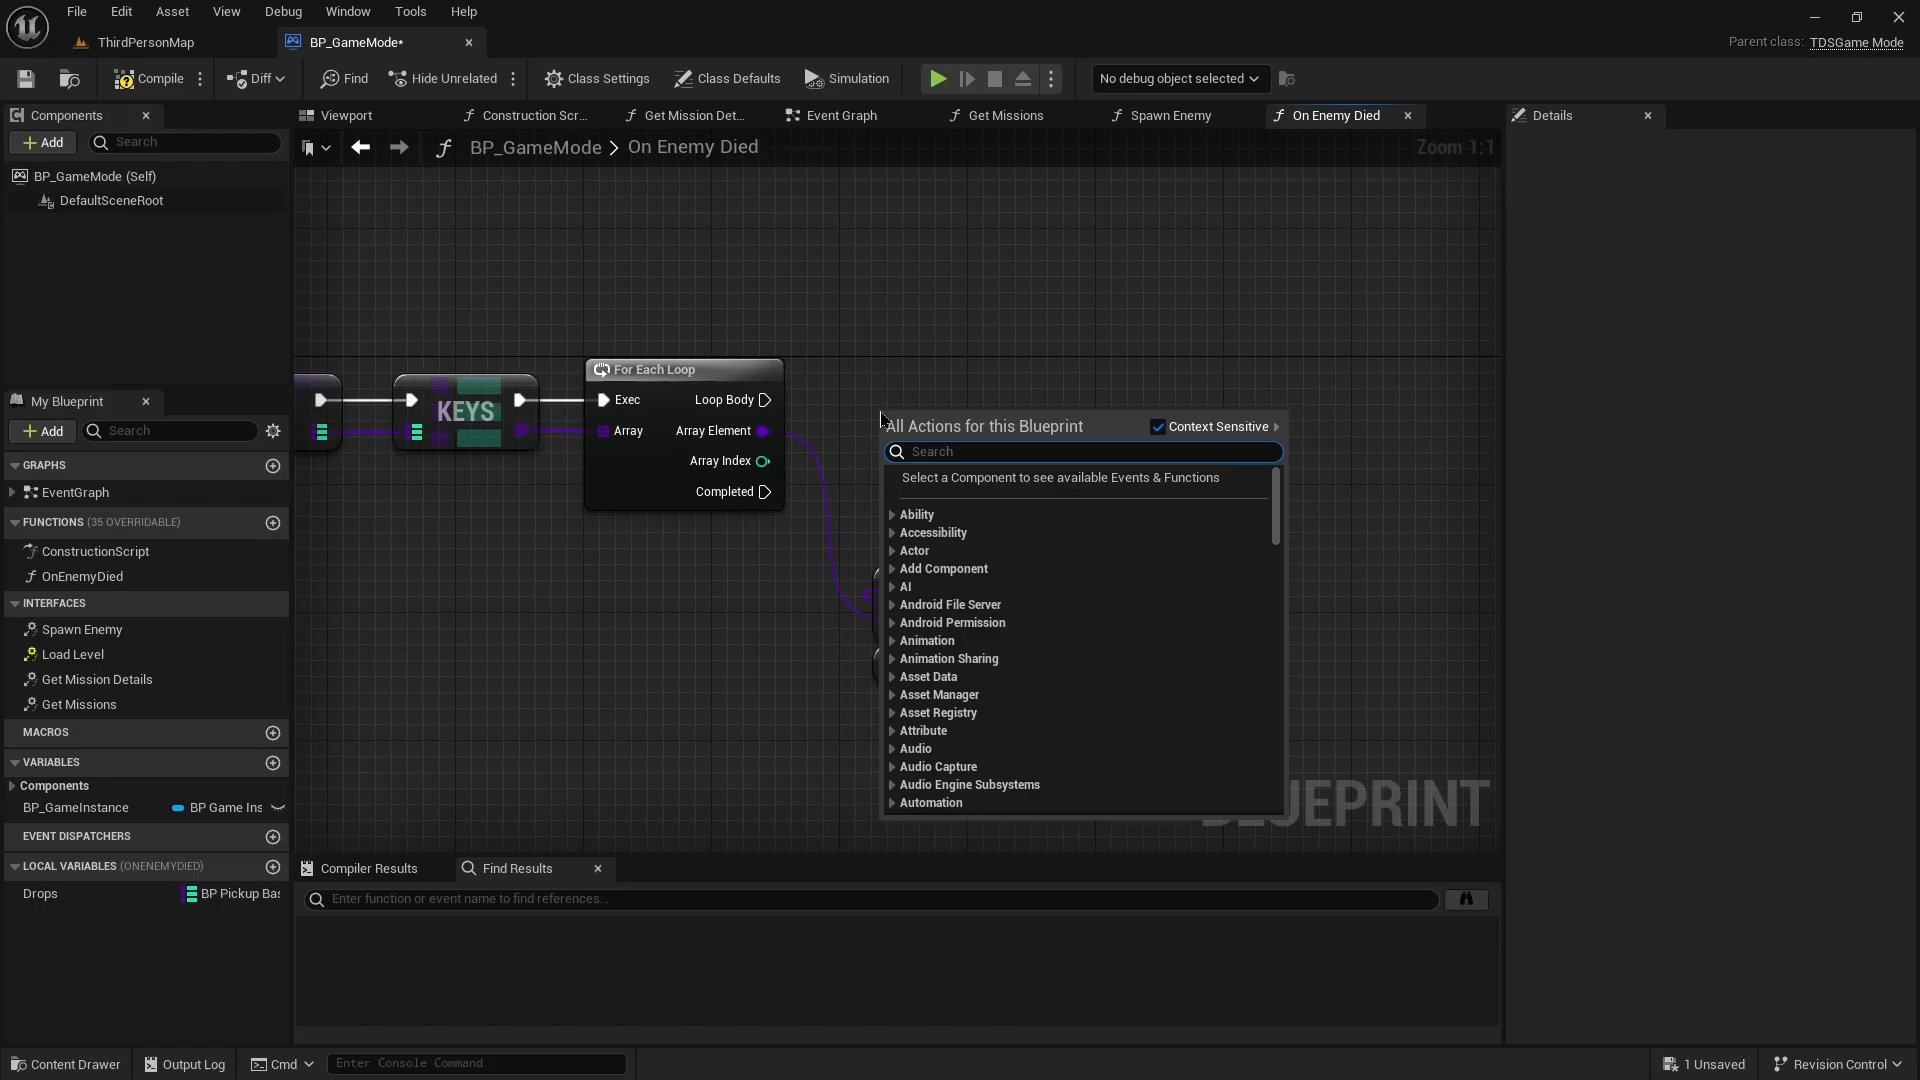 File Edit Asset View Debug Window Tools Help
ThirdPersonMap
BP_GameMode*
Parent class: TDSGame Mode
Compile
Diff
Find
Hide Unrelated
Class Settings
Class Defaults
Simulation
No debug object selected
Components
Add
Search
BP_GameMode (Self)
DefaultSceneRoot
Viewport
Construction Scr...
Get Mission Det...
Event Graph
Get Missions
Spawn Enemy
On Enemy Died
Details
BP_GameMode > On Enemy Died
Zoom 1:1
My Blueprint
Add
Search
GRAPHS
EventGraph
FUNCTIONS (35 OVERRIDABLE)
ConstructionScript
OnEnemyDied
INTERFACES
Spawn Enemy
Load Level
Get Mission Details
Get Missions
MACROS
VARIABLES
Components
BP_GameInstance BP Game Ins
EVENT DISPATCHERS
LOCAL VARIABLES (ONENEMYDIED)
Drops BP Pickup Bas
KEYS
For Each Loop
Exec Loop Body
Array Array Element
Array Index
Completed
All Actions for this Blueprint
Context Sensitive
Search
Select a Component to see available Events & Functions
Ability
Accessibility
Actor
Add Component
AI
Android File Server
Android Permission
Animation
Animation Sharing
Asset Data
Asset Manager
Asset Registry
Attribute
Audio
Audio Capture
Audio Engine Subsystems
Automation
BLUEPRINT
Compiler Results
Find Results
Enter function or event name to find references...
Content Drawer
Output Log
Cmd
Enter Console Command
1 Unsaved
Revision Control